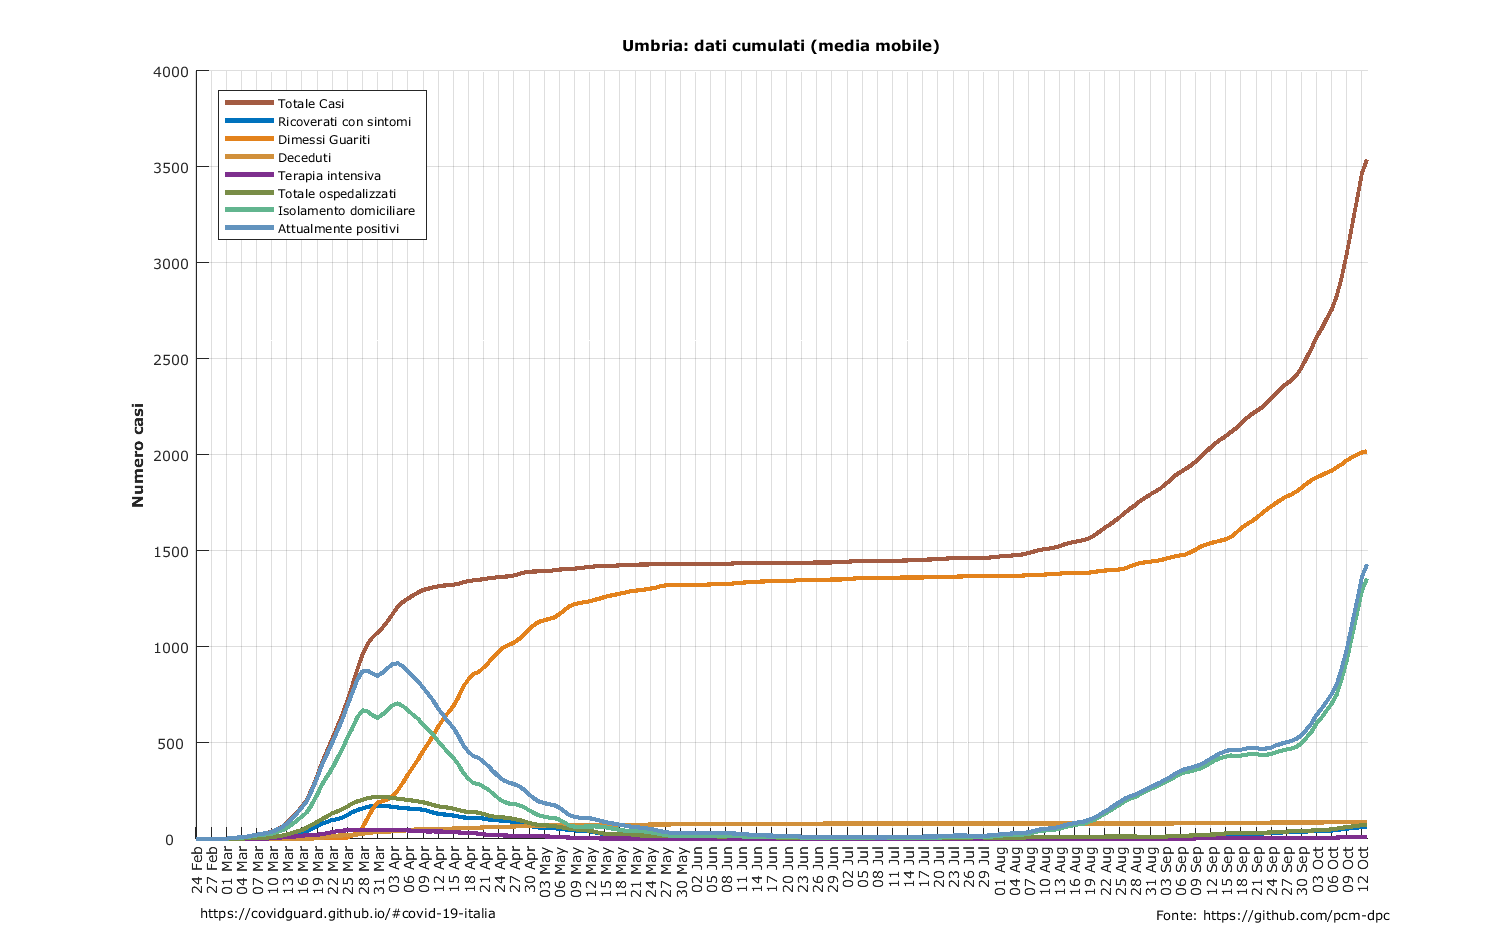 Umbria: dati cumulati (media mobile)
Numero casi
4000
3500
3000
2500
2000
1500
1000
500
0
Totale Casi
Ricoverati con sintomi
Dimessi Guariti
Deceduti
Terapia intensiva
Totale ospedalizzati
Isolamento domiciliare
Attualmente positivi
24 Feb
27 Feb
01 Mar
04 Mar
07 Mar
10 Mar
13 Mar
16 Mar
19 Mar
22 Mar
25 Mar
28 Mar
31 Mar
03 Apr
06 Apr
09 Apr
12 Apr
15 Apr
18 Apr
21 Apr
24 Apr
27 Apr
30 Apr
03 May
06 May
09 May
12 May
15 May
18 May
21 May
24 May
27 May
30 May
02 Jun
05 Jun
08 Jun
11 Jun
14 Jun
17 Jun
20 Jun
23 Jun
26 Jun
29 Jun
02 Jul
05 Jul
08 Jul
11 Jul
14 Jul
17 Jul
20 Jul
23 Jul
26 Jul
29 Jul
01 Aug
04 Aug
07 Aug
10 Aug
13 Aug
16 Aug
19 Aug
22 Aug
25 Aug
28 Aug
31 Aug
03 Sep
06 Sep
09 Sep
12 Sep
15 Sep
18 Sep
21 Sep
24 Sep
27 Sep
30 Sep
03 Oct
06 Oct
09 Oct
12 Oct
https://covidguard.github.io/#covid-19-italia
Fonte: https://github.com/pcm-dpc